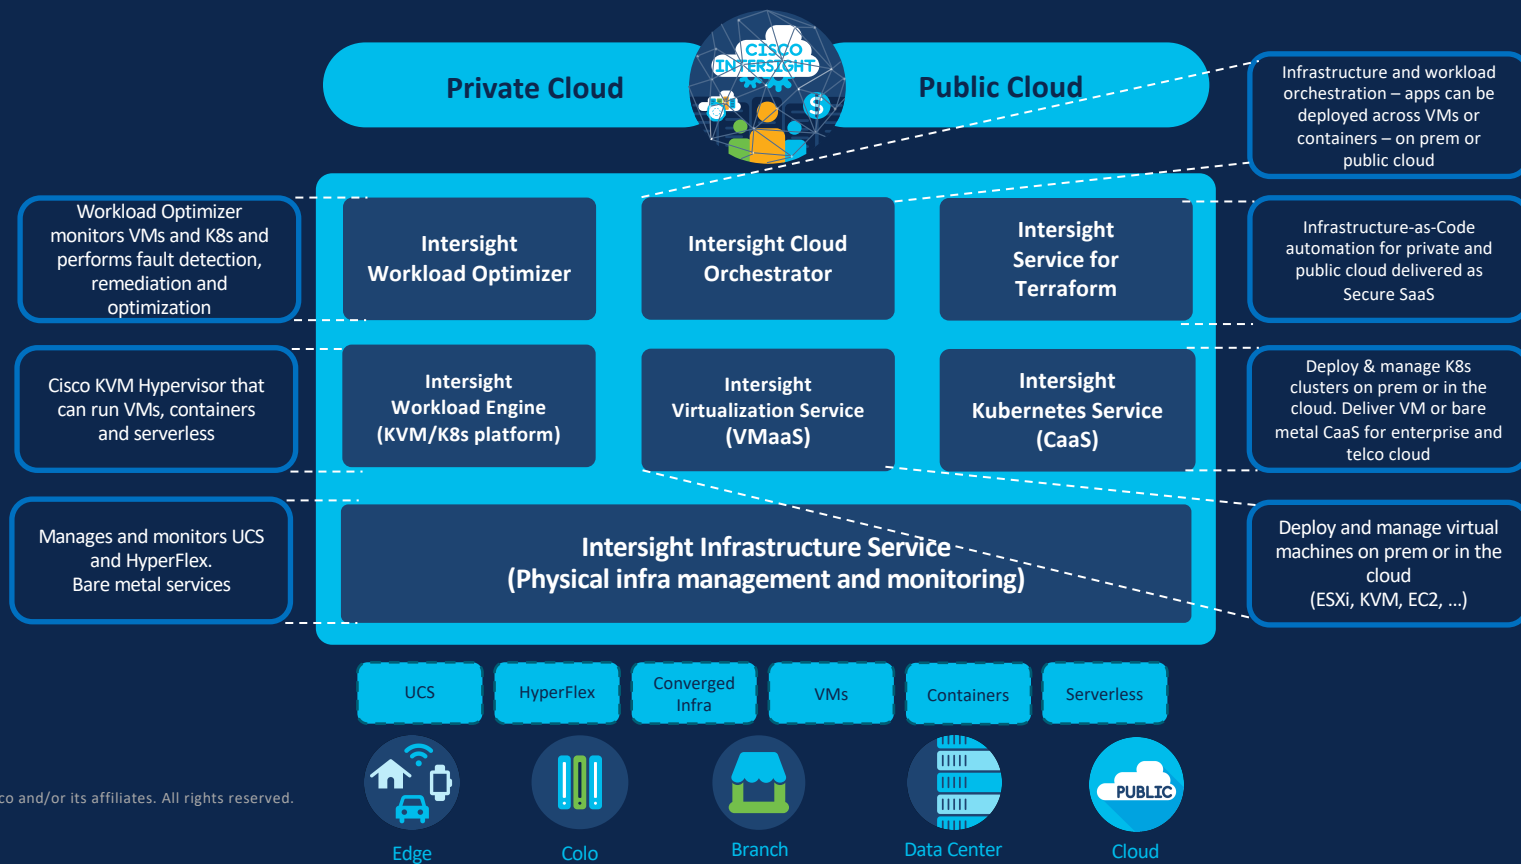 CISCO
INTERSIGHT
Private Cloud
Public Cloud
$
Infrastructure and workload
orchestration – apps can be
deployed across VMs or
containers – on prem or
public cloud
Workload Optimizer
monitors VMs and K8s and
performs fault detection,
remediation and
optimization
Intersight
Workload Optimizer
Intersight Cloud
Orchestrator
Intersight
Service for
Terraform
Infrastructure-as-Code
automation for private and
public cloud delivered as
Secure SaaS
Cisco KVM Hypervisor that
can run VMs, containers
and serverless
Intersight
Workload Engine
(KVM/K8s platform)
Intersight
Virtualization Service
(VMaaS)
Intersight
Kubernetes Service
(CaaS)
Deploy & manage K8s
clusters on prem or in the
cloud. Deliver VM or bare
metal CaaS for enterprise and
telco cloud
Manages and monitors UCS
and HyperFlex.
Bare metal services
Intersight Infrastructure Service
(Physical infra management and monitoring)
Deploy and manage virtual
machines on prem or in the
cloud
(ESXi, KVM, EC2, ...)
UCS
HyperFlex
Converged
Infra
VMs
Containers
Serverless
PUBLIC
co and/or its affiliates. All rights reserved.
Edge
Colo
Branch
Data Center
Cloud